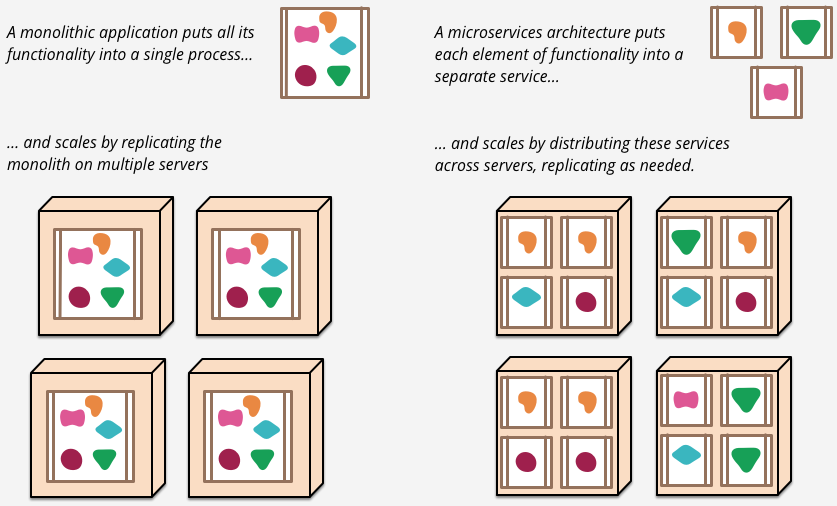 A monolithic application puts all its
functionality into a single process...
... and scales by replicating the
monolith on multiple servers
A microservices architecture puts
each element of functionality into a
separate service...
... and scales by distributing these services
across servers, replicating as needed.